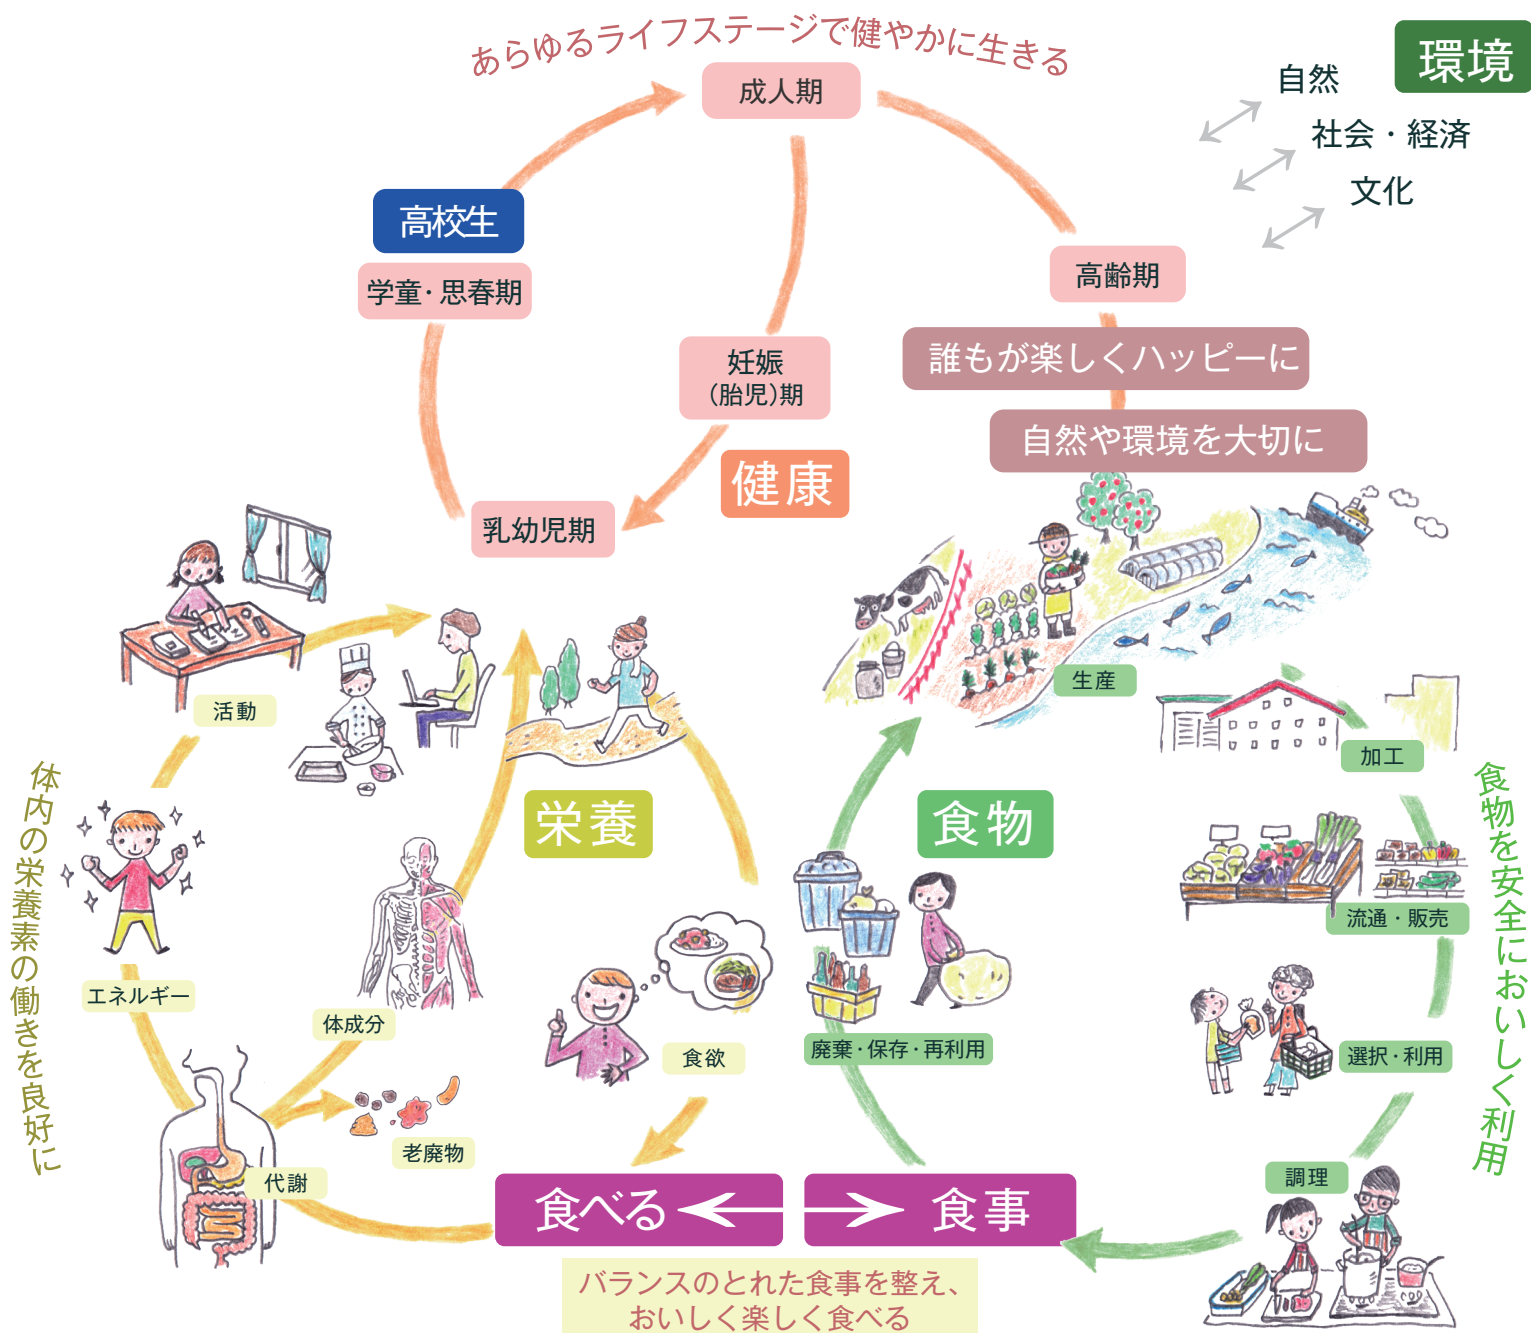 あらゆるライフステージで健やかに生きる
環境
自然
社会・経済
文化
成人期
高校生
学童・思春期
高齢期
妊娠
（胎児）期
誰もが楽しくハッピーに
自然や環境を大切に
健康
乳幼児期
活動
生産
加工
栄養
食物
体内の栄養素の働きを良好に
食物を安全においしく利用
流通・販売
エネルギー
体成分
食欲
廃棄・保存・再利用
選択・利用
老廃物
代謝
調理
食べる
食事
バランスのとれた食事を整え、
おいしく楽しく食べる